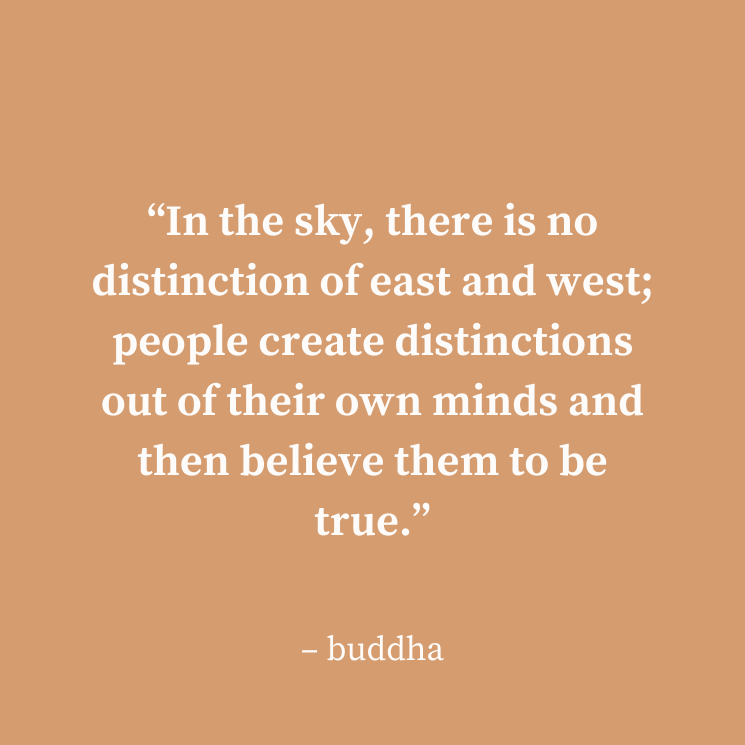 “In the sky, there is no
distinction of east and west;
people create distinctions
out of their own minds and
then believe them to be
true.”
– buddha